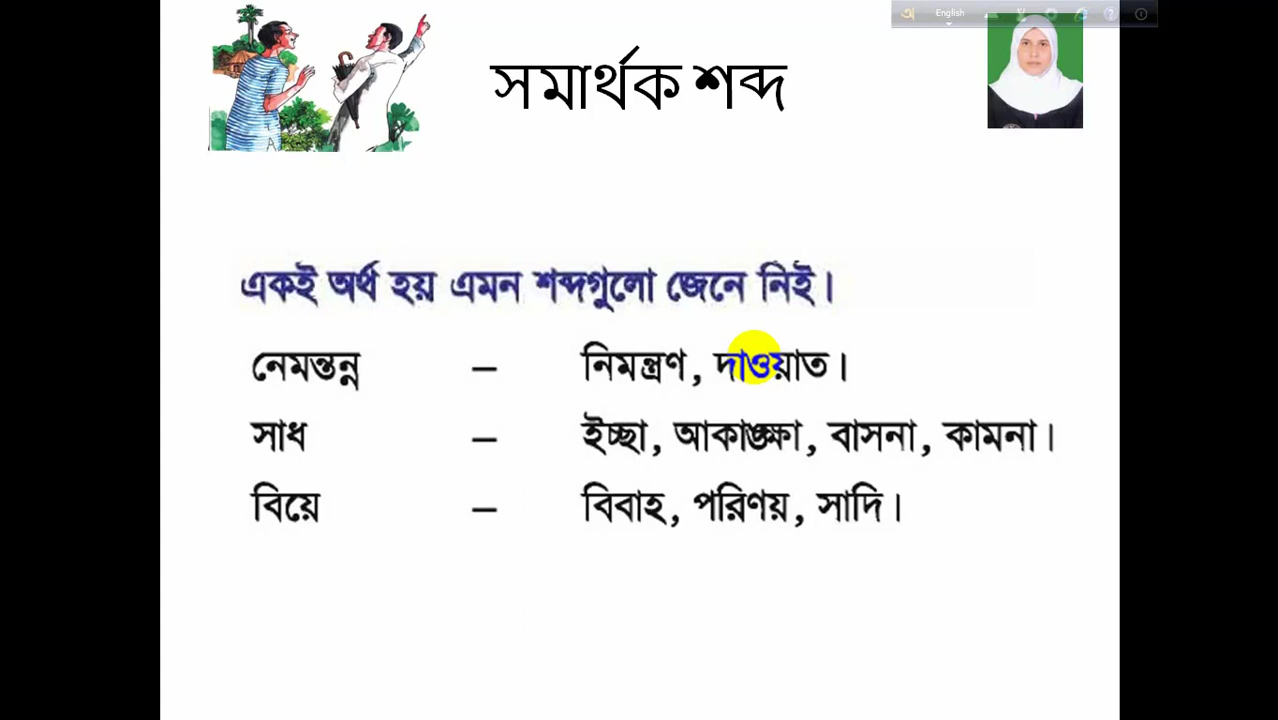 অ English
সমার্থক শব্দ
একই অর্থ হয় এমন শব্দগুলো জেনে নিই।
নেমন্তন্ন – নিমন্ত্রণ, দাওয়াত।
সাধ – ইচ্ছা, আকাঙ্ক্ষা, বাসনা, কামনা।
বিয়ে – বিবাহ, পরিণয়, সাদি।